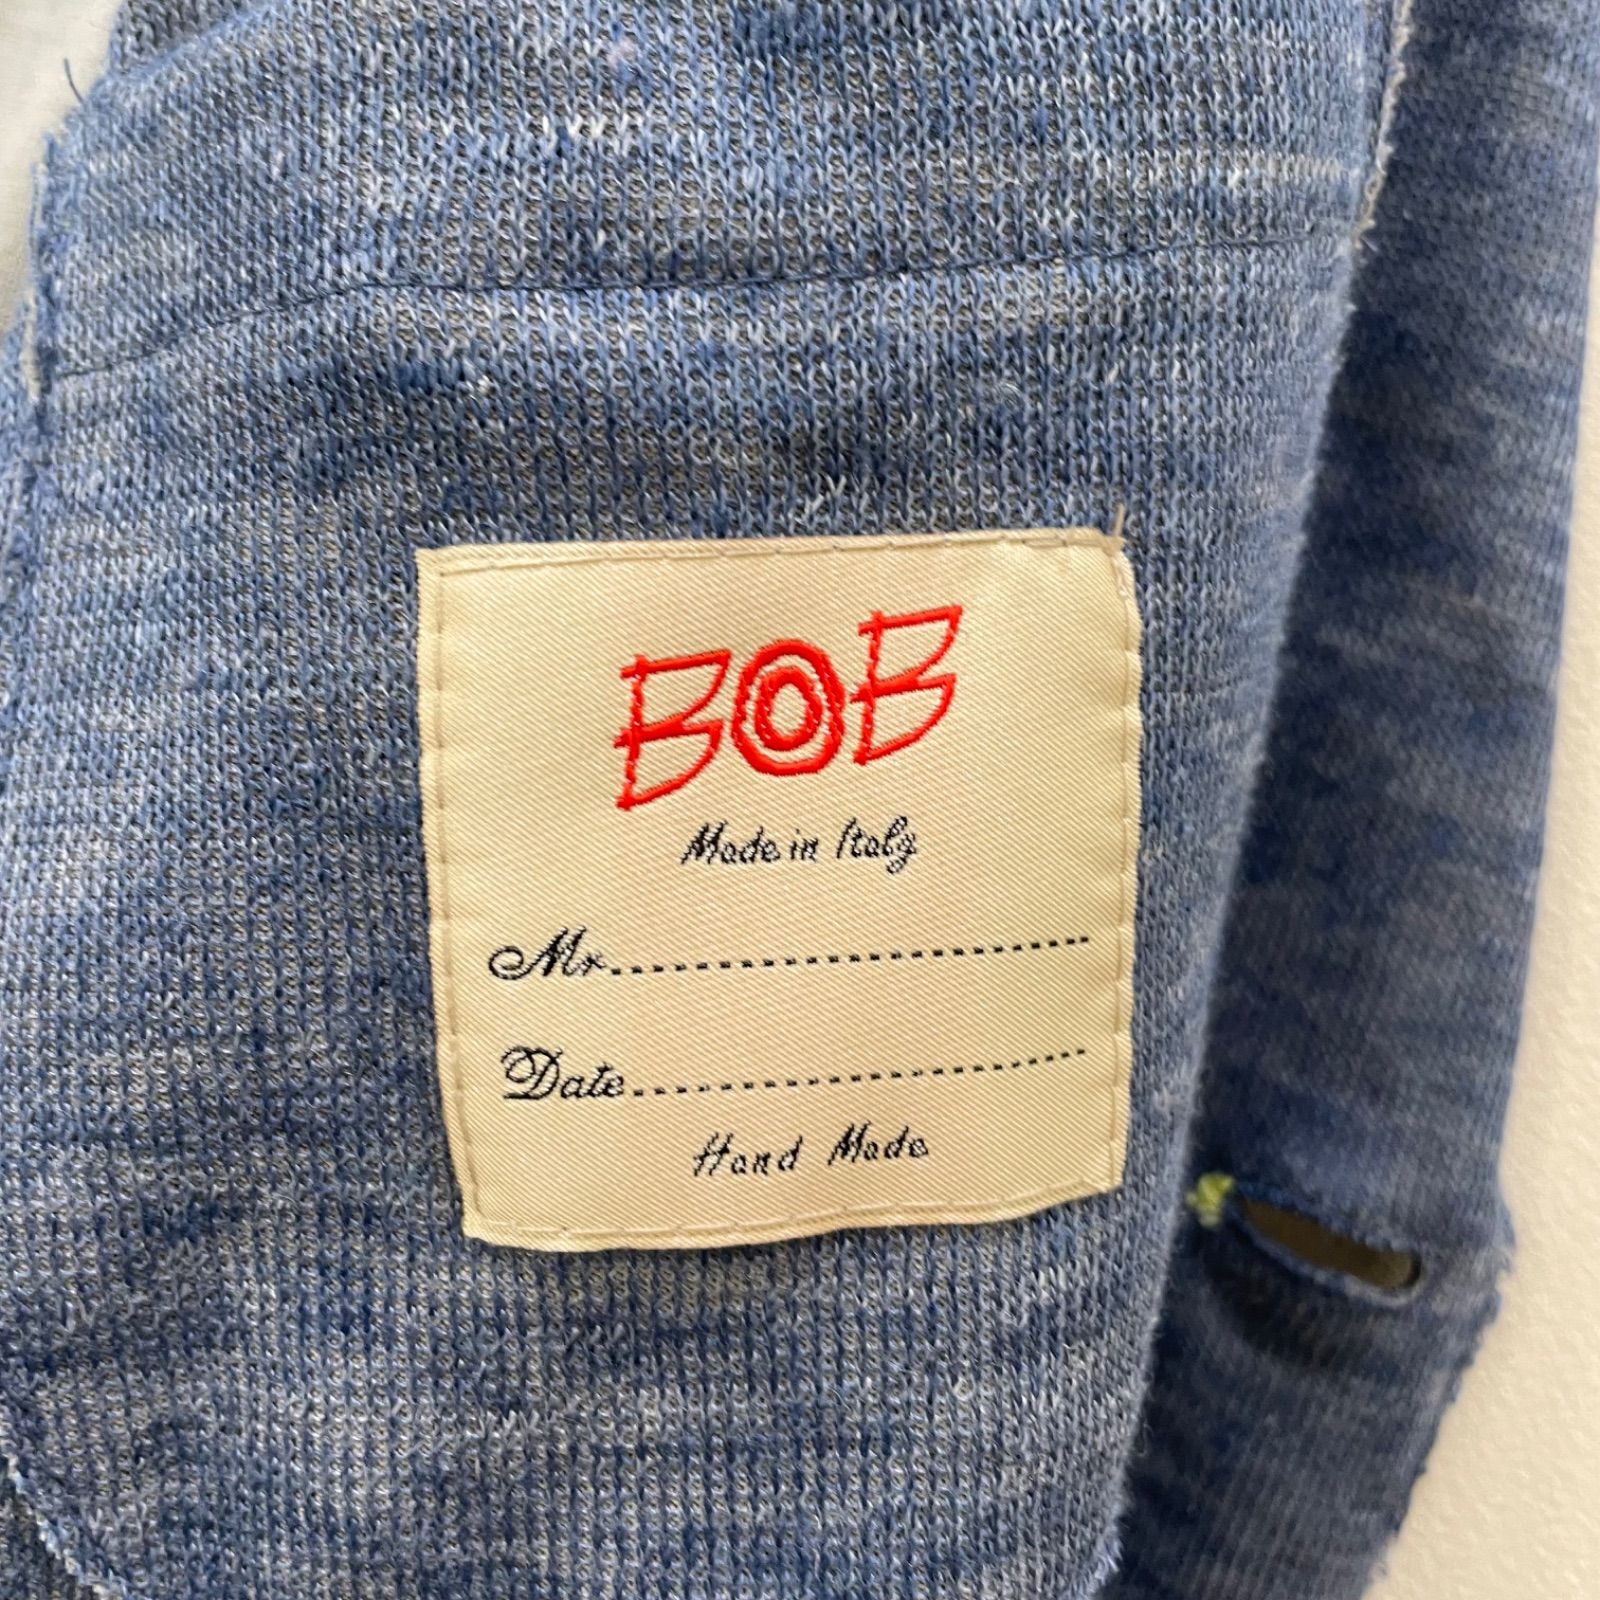 BOB
Made in Italy
Mr.......................................
Date.......................................
Hand Made